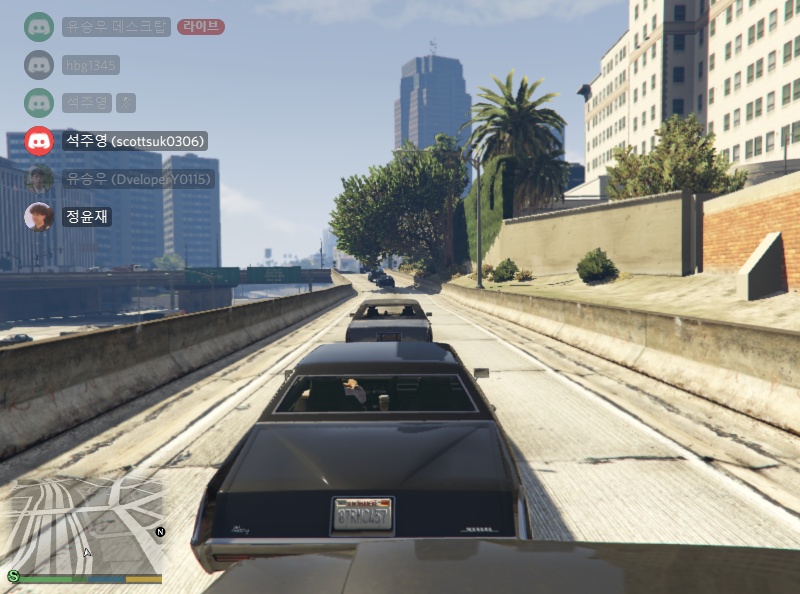 유승우 데스크탑 라이브
hbg1345
석주영
석주영 (scottsuk0306)
유승우 (DveloperY0115)
정윤재
N
S